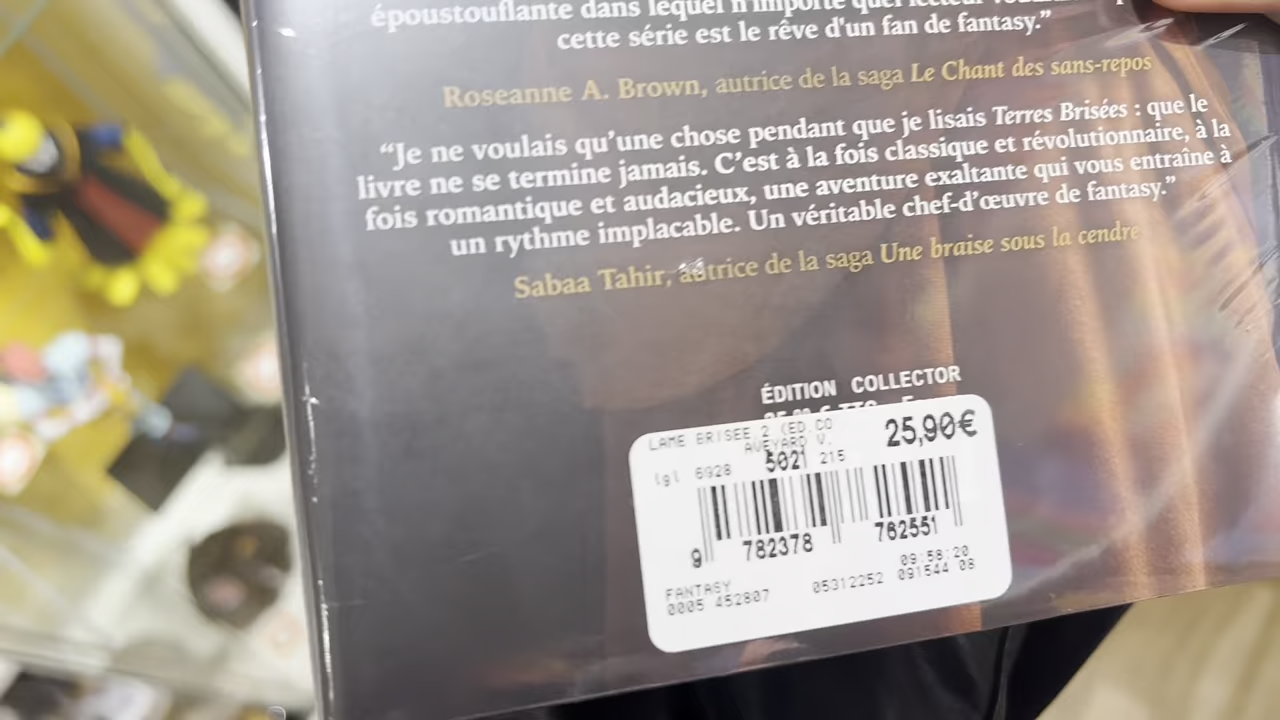 époustouflante dans lequel n'importe quel lecteur
cette série est le rêve d'un fan de fantasy.”
Roseanne A. Brown, autrice de la saga Le Chant des sans-repos
“Je ne voulais qu’une chose pendant que je lisais Terres Brisées : que le
livre ne se termine jamais. C’est à la fois classique et révolutionnaire, à la
fois romantique et audacieux, une aventure exaltante qui vous entraîne à
un rythme implacable. Un véritable chef-d’œuvre de fantasy.”
Sabaa Tahir, autrice de la saga Une braise sous la cendre
ÉDITION COLLECTOR
LAME BRISEE 2 (ED.CO
AVEYARD V.
25,90€
lgl 6928 5021 215
9 782378 762551
09:58:20
FANTASY
05312252 091544 08
0005 452807